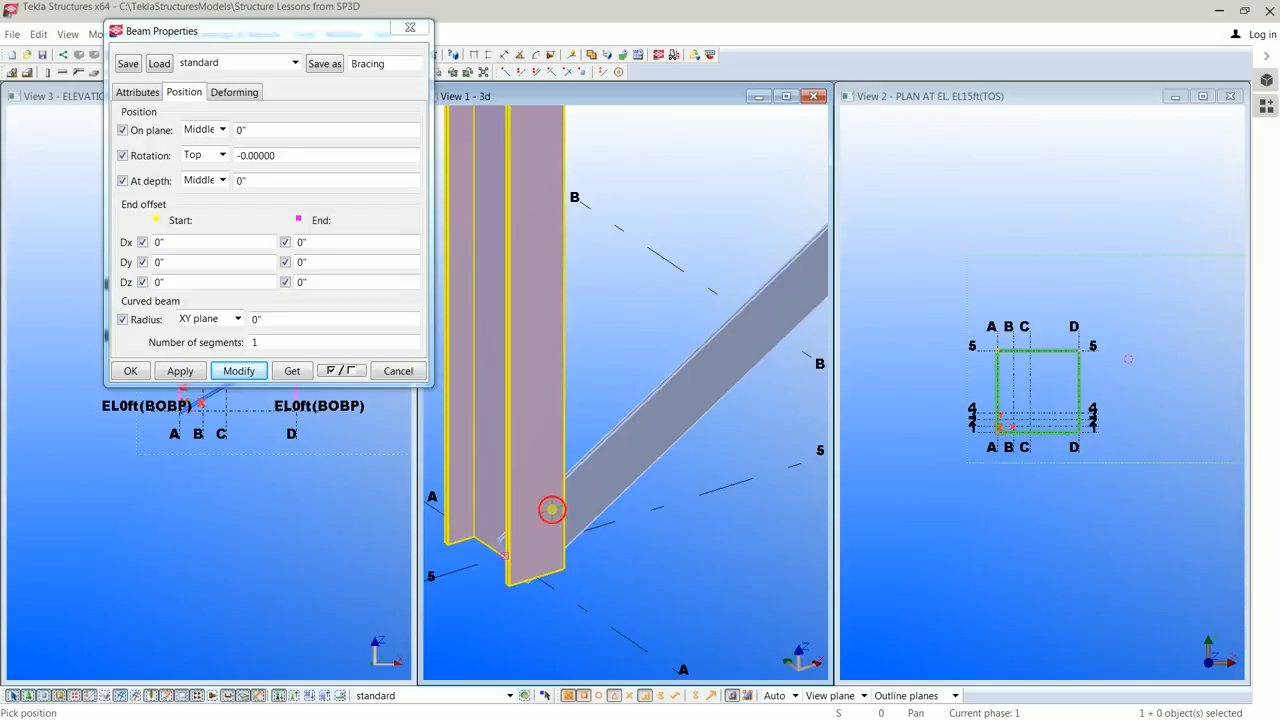 Tekla Structures x64 - C:\TeklaStructuresModels\Structure Lessons from SP3D
Beam Properties
File Edit View
Log in
Save Load standard Save as Bracing
View 1 - 3d
View 2 - PLAN AT EL. EL15ft(TOS)
Attributes Position Deforming
Position
On plane: Middle 0"
Rotation: Top -0.00000
At depth: Middle 0"
End offset
Start: End:
Dx 0" 0"
Dy 0" 0"
Dz 0" 0"
Curved beam
Radius: XY plane 0"
Number of segments: 1
OK Apply Modify Get / Cancel
EL0ft(BOBP) EL0ft(BOBP)
A B C D
B
B
5
A
5
A
A B C D
5 5
4 4
1 1
A B C D
Z X
Z X
standard
Auto View plane Outline planes
Pick position
S 0 Pan Current phase: 1 1 + 0 object(s) selected